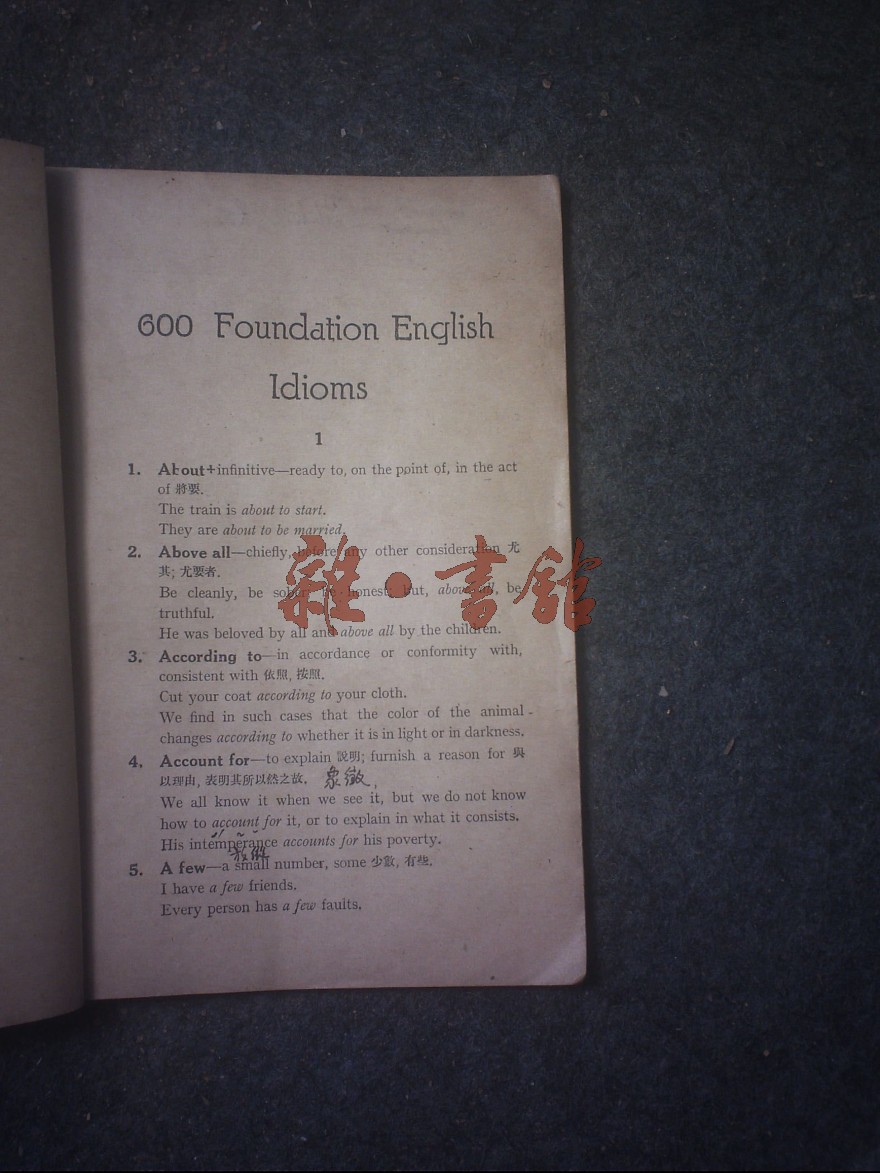 600 Foundation English
Idioms
1
1. About+infinitive—ready to, on the point of, in the act
of 將要.
The train is about to start.
They are about to be married.
2. Above all—chiefly, before any other consideration 尤
其; 尤要者.
Be cleanly, be sober, be honest, but, above all, be
truthful.
He was beloved by all and above all by the children.
雜·書館
3. According to—in accordance or conformity with,
consistent with 依照, 按照.
Cut your coat according to your cloth.
We find in such cases that the color of the animal
changes according to whether it is in light or in darkness.
4. Account for—to explain 說明; furnish a reason for 與
以理由, 表明其所以然之故. 象徵,
We all know it when we see it, but we do not know
how to account for it, or to explain in what it consists.
His intemperance accounts for his poverty.
5. A few—a small number, some 少數, 有些.
I have a few friends.
Every person has a few faults.